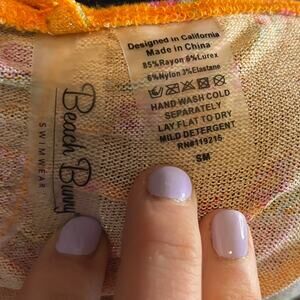 Designed in California
Made in China
85%Rayon 6%Lurex
6%Nylon 3%Elastane
HAND WASH COLD
SEPARATELY
LAY FLAT TO DRY
MILD DETERGENT
RN#119215
SM
Beach Bunny
SWIMWEAR